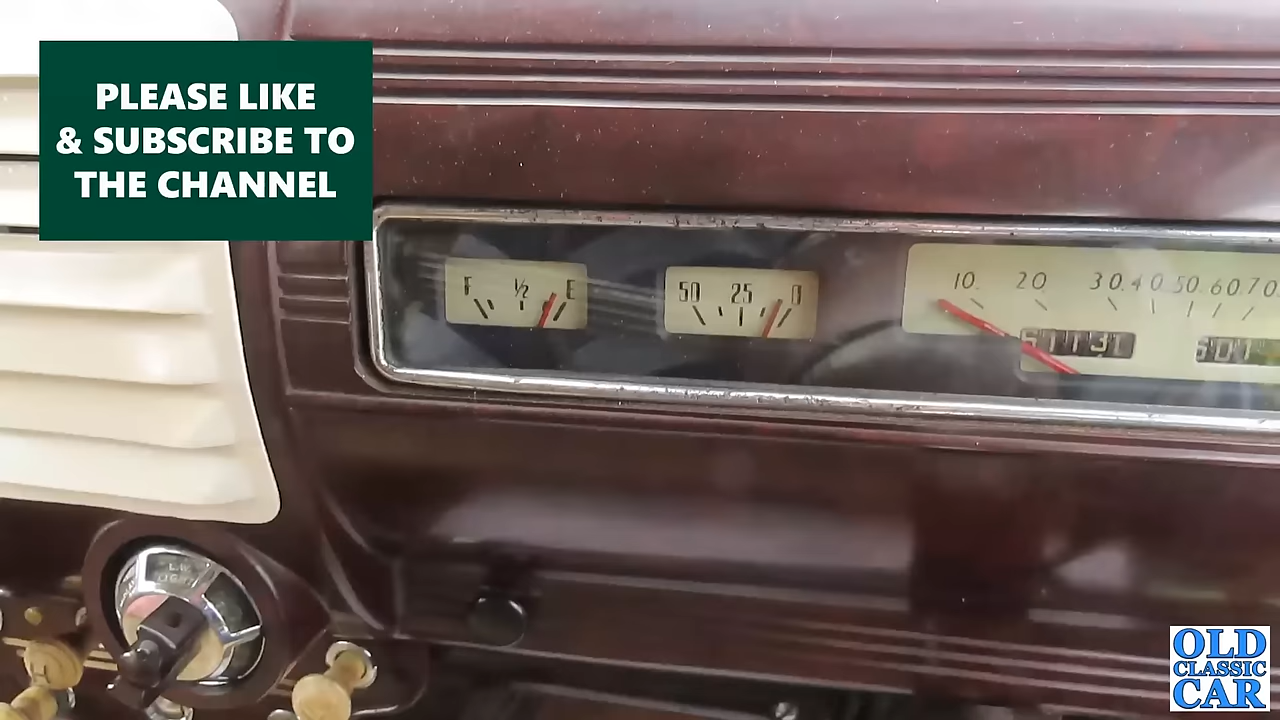 PLEASE LIKE
& SUBSCRIBE TO
THE CHANNEL
F ½ E
50 25 0
10 20 30 40 50 60 70
OLD
CLASSIC
CAR